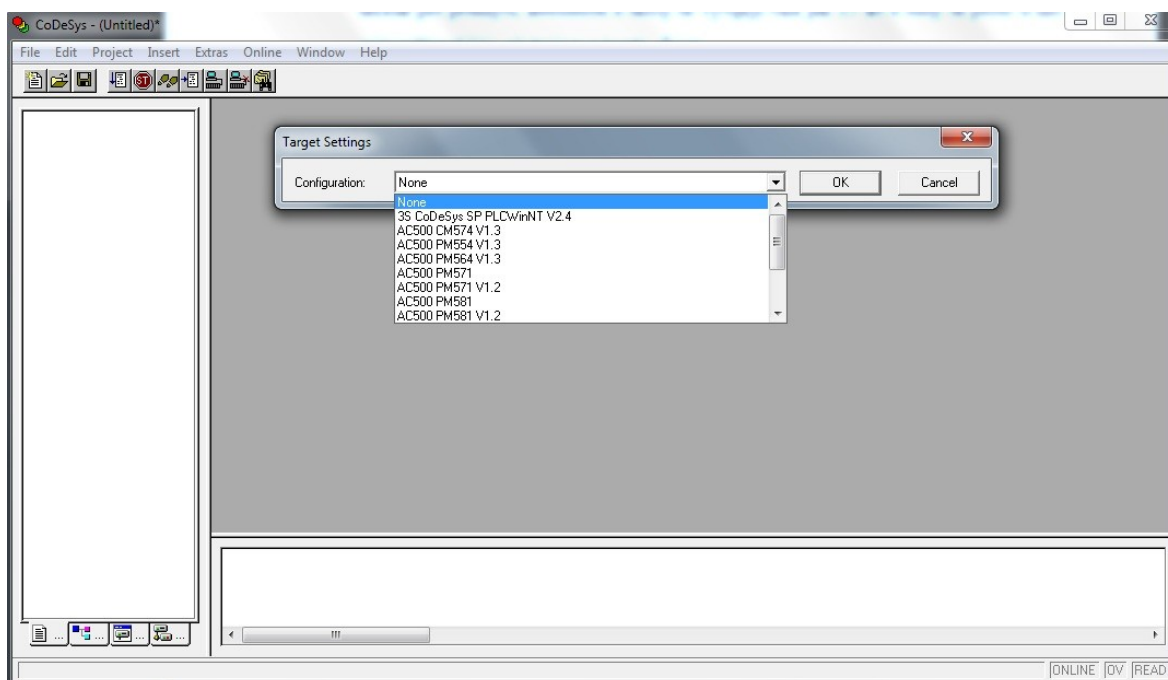 CoDeSys - (Untitled)*
File Edit Project Insert Extras Online Window Help
Target Settings
Configuration: None OK Cancel
None
3S CoDeSys SP PLCWinNT V2.4
AC500 CM574 V1.3
AC500 PM554 V1.3
AC500 PM564 V1.3
AC500 PM571
AC500 PM571 V1.2
AC500 PM581
AC500 PM581 V1.2
... ... ... ...
ONLINE OV READ